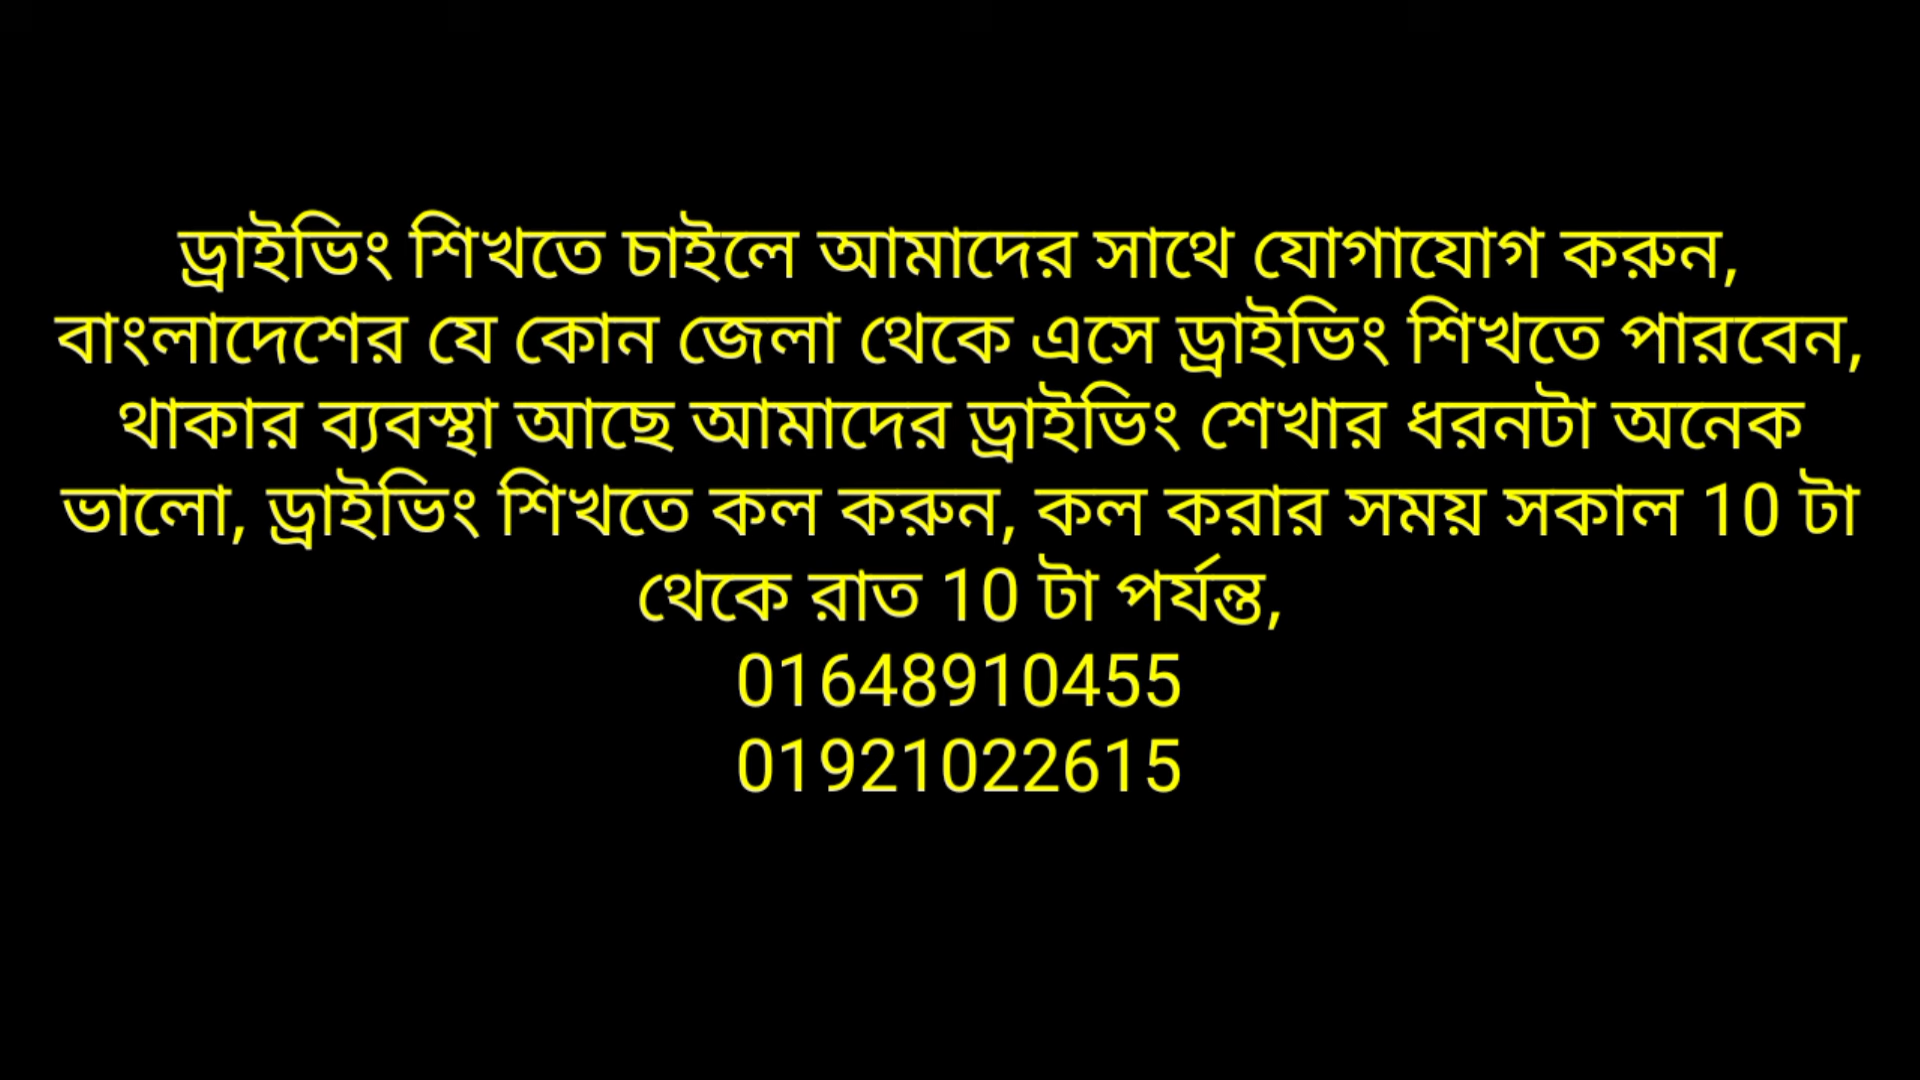 ড্রাইভিং শিখতে চাইলে আমাদের সাথে যোগাযোগ করুন,
বাংলাদেশের যে কোন জেলা থেকে এসে ড্রাইভিং শিখতে পারবেন,
থাকার ব্যবস্থা আছে আমাদের ড্রাইভিং শেখার ধরনটা অনেক
ভালো, ড্রাইভিং শিখতে কল করুন, কল করার সময় সকাল 10 টা
থেকে রাত 10 টা পর্যন্ত,
01648910455
01921022615